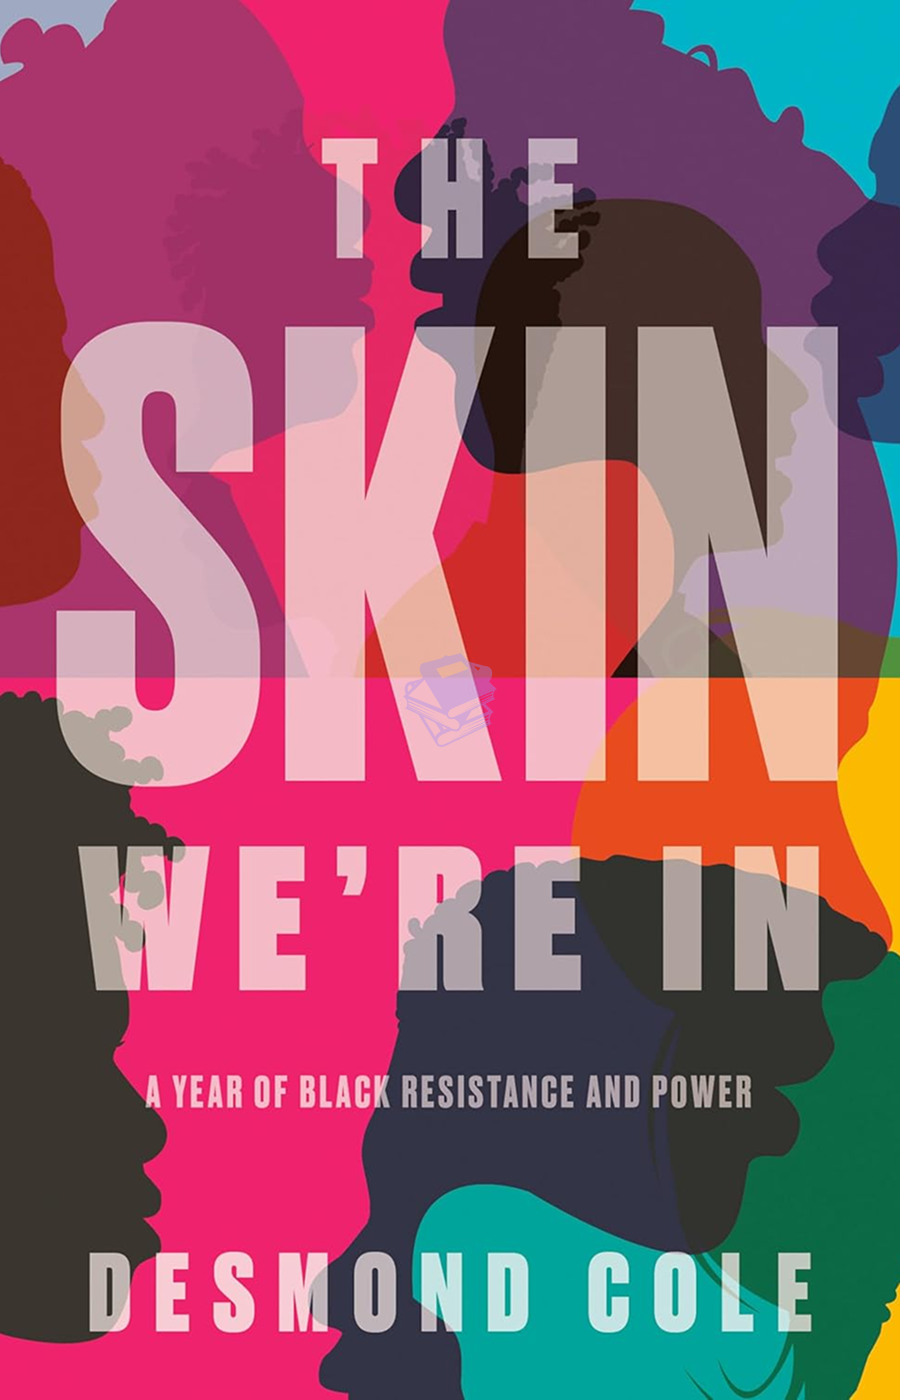 THE
SKIN
WE'RE IN
A YEAR OF BLACK RESISTANCE AND POWER
DESMOND COLE